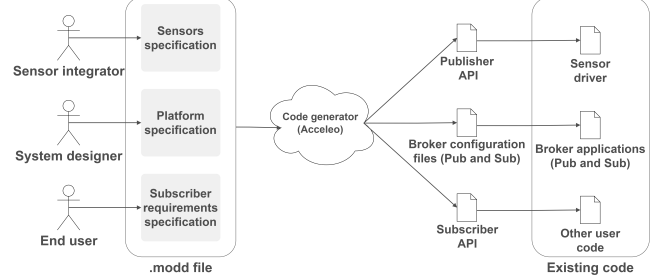 Sensor integrator
System designer
End user
Sensors
specification
Platform
specification
Subscriber
requirements
specification
.modd file
Code generator
(Acceleo)
Publisher
API
Broker configuration
files (Pub and Sub)
Subscriber
API
Sensor
driver
Broker applications
(Pub and Sub)
Other user
code
Existing code